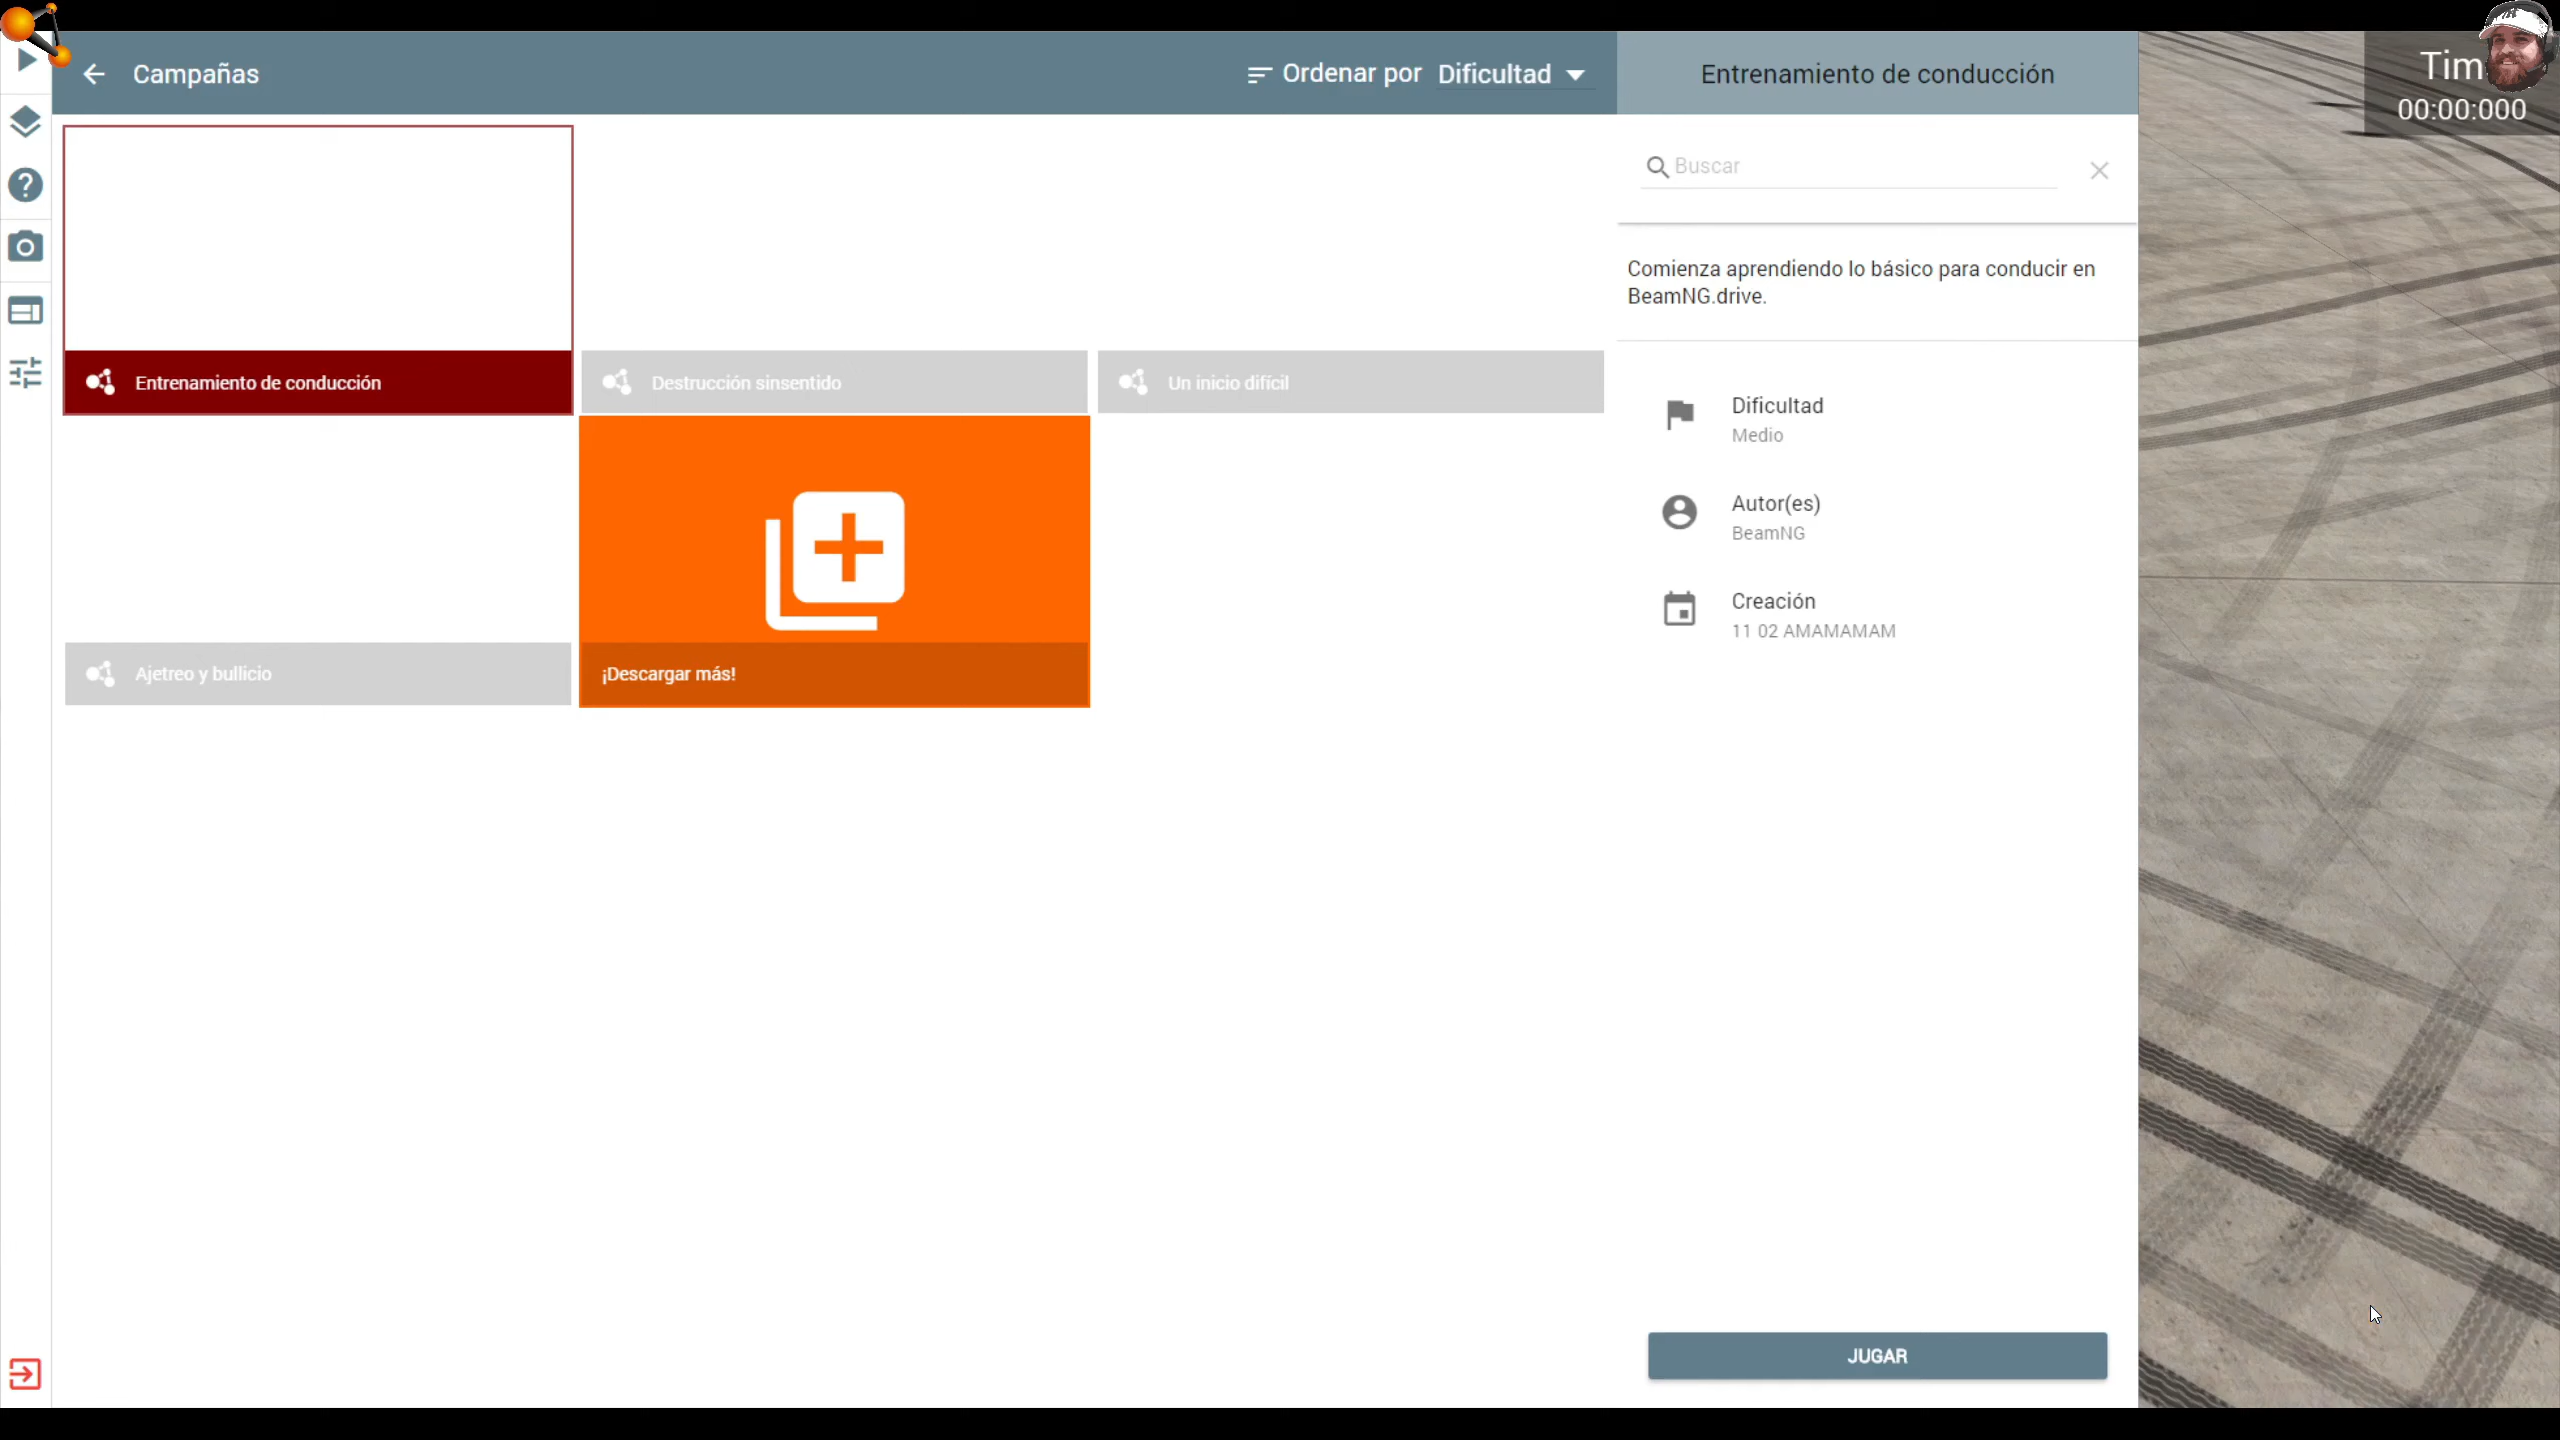 Campañas
Ordenar por Dificultad
Entrenamiento de conducción
Tim
00:00:000
Buscar
Comienza aprendiendo lo básico para conducir en
BeamNG.drive.
Entrenamiento de conducción
Destrucción sinsentido
Un inicio difícil
Dificultad
Medio
Autor(es)
BeamNG
Creación
11 02 AMAMAMAM
Ajetreo y bullicio
¡Descargar más!
JUGAR